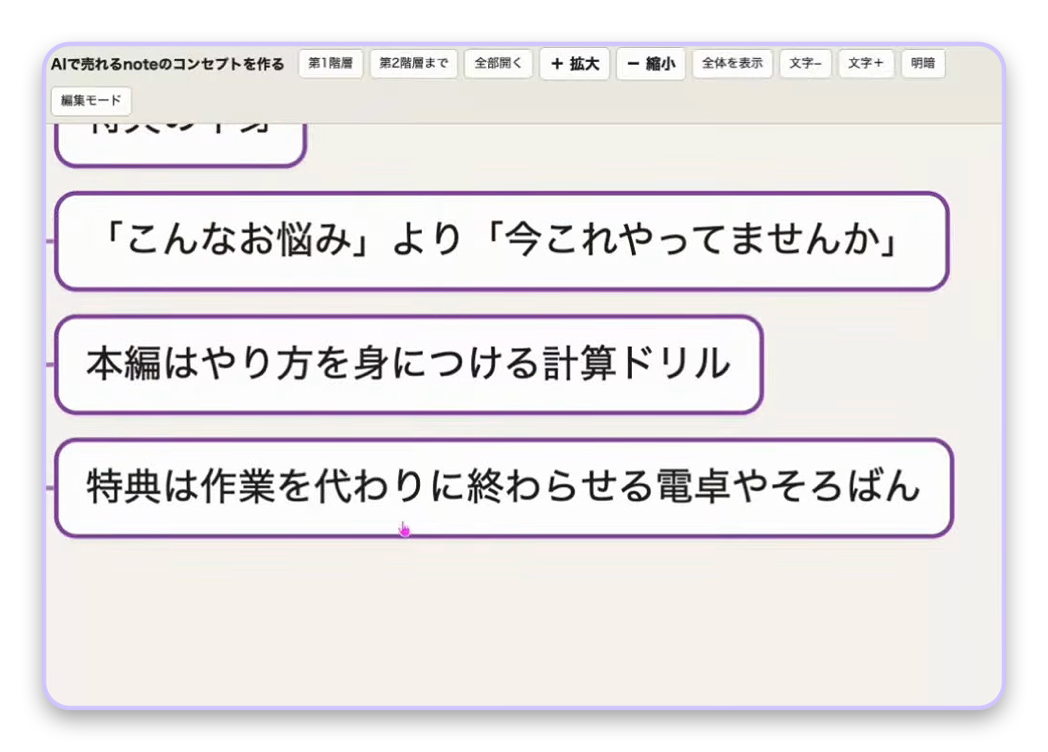 AIで売れるnoteのコンセプトを作る
第1階層
第2階層まで
全部開く
+ 拡大
− 縮小
全体を表示
文字−
文字+
明暗
編集モード
「こんなお悩み」より「今これやってませんか」
本編はやり方を身につける計算ドリル
特典は作業を代わりに終わらせる電卓やそろばん